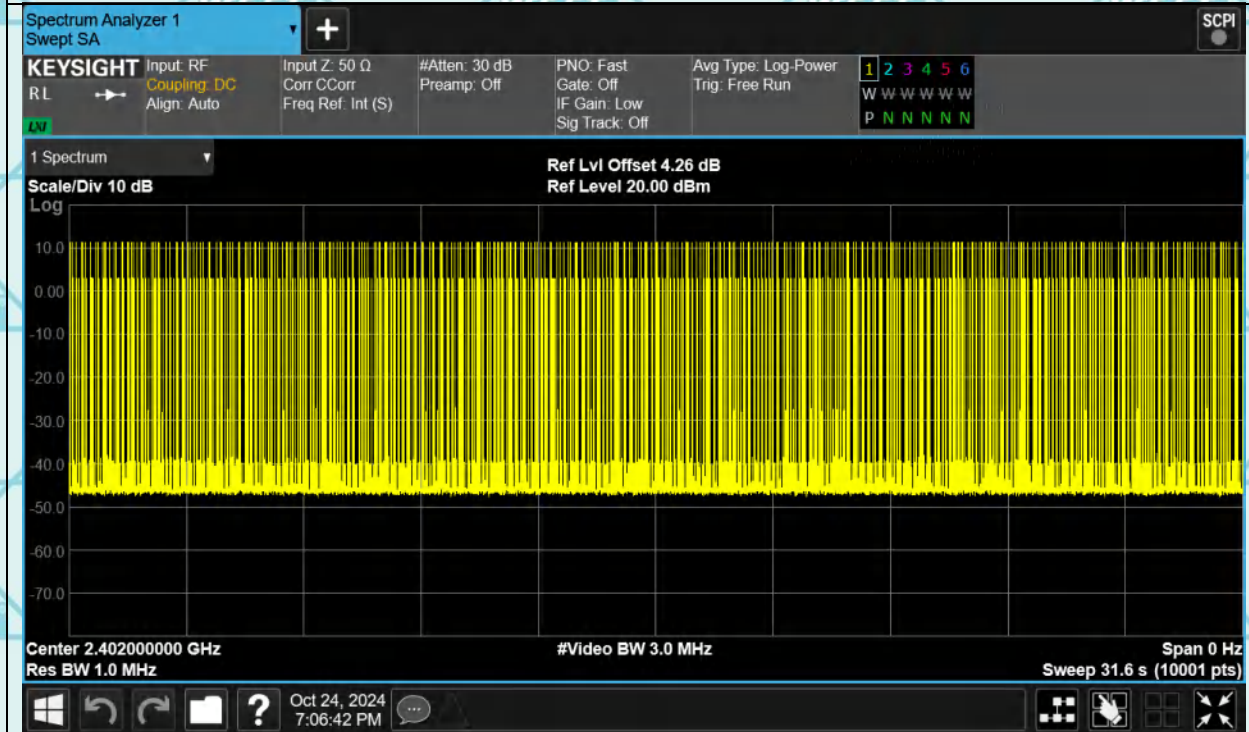 Spectrum Analyzer 1
Swept SA
+
SCPI
KEYSIGHT
RL
LXI
Input: RF
Coupling: DC
Align: Auto
Input Z: 50 Ω
Corr CCorr
Freq Ref: Int (S)
#Atten: 30 dB
Preamp: Off
PNO: Fast
Gate: Off
IF Gain: Low
Sig Track: Off
Avg Type: Log-Power
Trig: Free Run
1 2 3 4 5 6
W W W W W W
P N N N N N
1 Spectrum
Scale/Div 10 dB
Log
Ref Lvl Offset 4.26 dB
Ref Level 20.00 dBm
10.0
0.00
-10.0
-20.0
-30.0
-40.0
-50.0
-60.0
-70.0
Center 2.402000000 GHz
Res BW 1.0 MHz
#Video BW 3.0 MHz
Span 0 Hz
Sweep 31.6 s (10001 pts)
?
Oct 24, 2024
7:06:42 PM